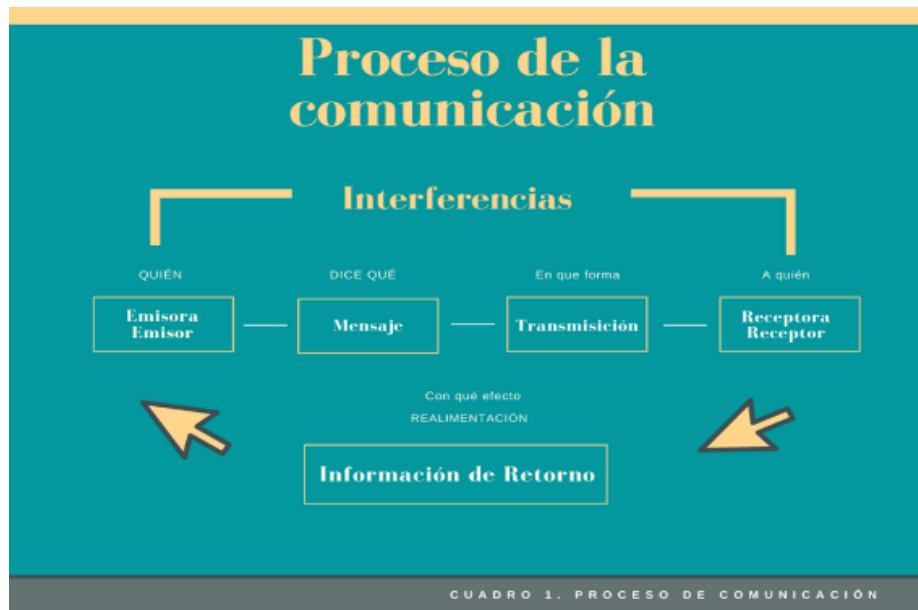 Proceso de la
comunicación
Interferencias
QUIÉN
DICE QUÉ
En que forma
A quién
Emisora
Emisor
Mensaje
Transmisición
Receptora
Receptor
Con qué efecto
REALIMENTACIÓN
Información de Retorno
CUADRO 1. PROCESO DE COMUNICACIÓN